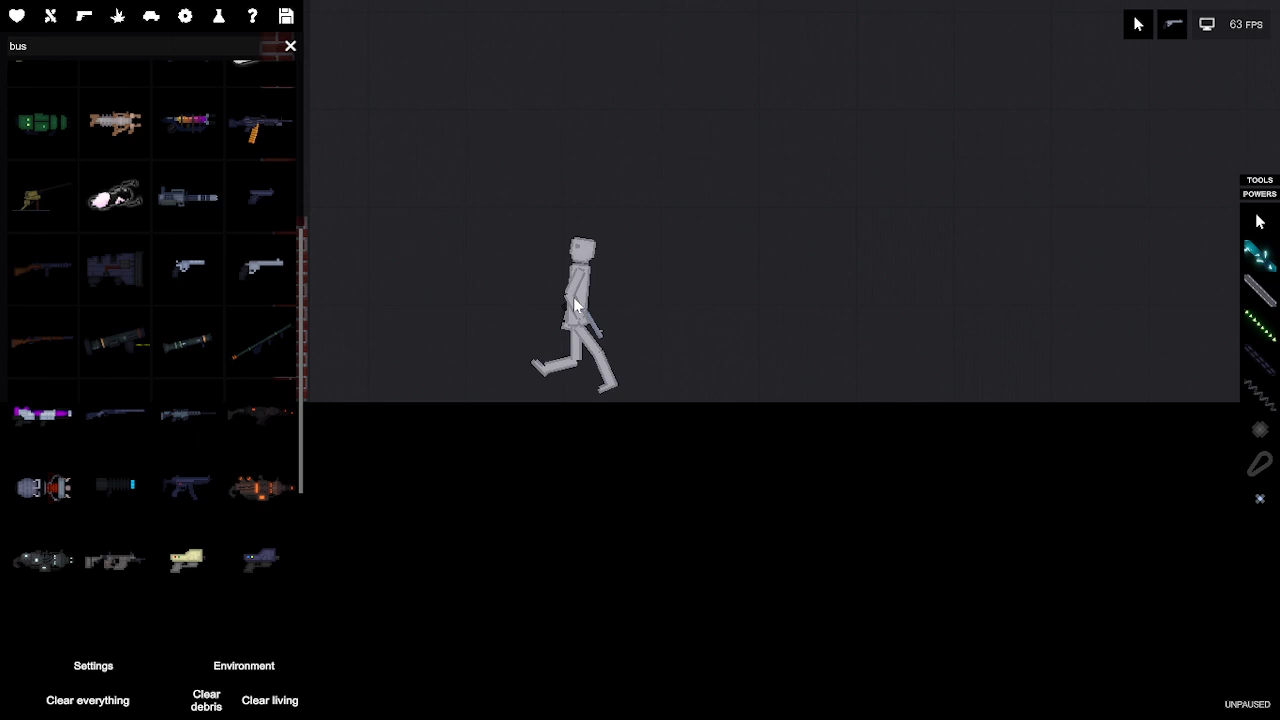 63 FPS
bus
TOOLS
POWERS
Settings
Environment
Clear everything
Clear
debris
Clear living
UNPAUSED